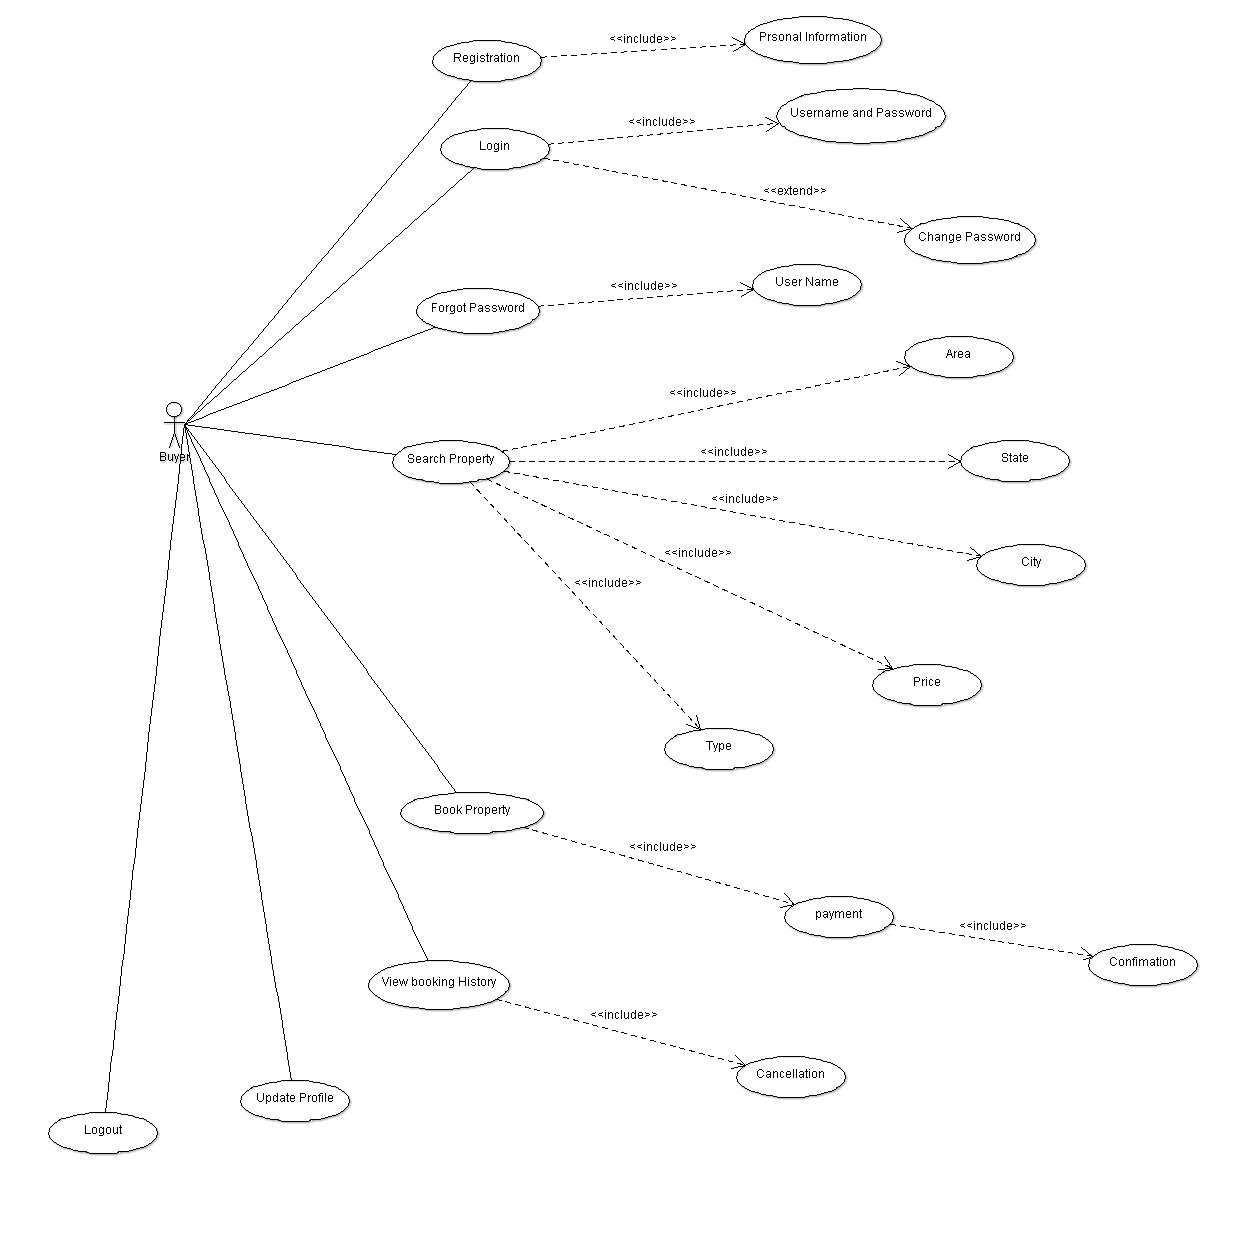 <<include>>
Prsonal Information
Registration
Username and Password
<<include>>
Login
<<extend>>
Change Password
<<include>>
User Name
Forgot Password
Area
<<include>>
Buyer
Search Property
<<include>>
State
<<include>>
City
<<include>>
<<include>>
Price
Type
Book Property
<<include>>
payment
<<include>>
Confimation
View booking History
<<include>>
Cancellation
Update Profile
Logout